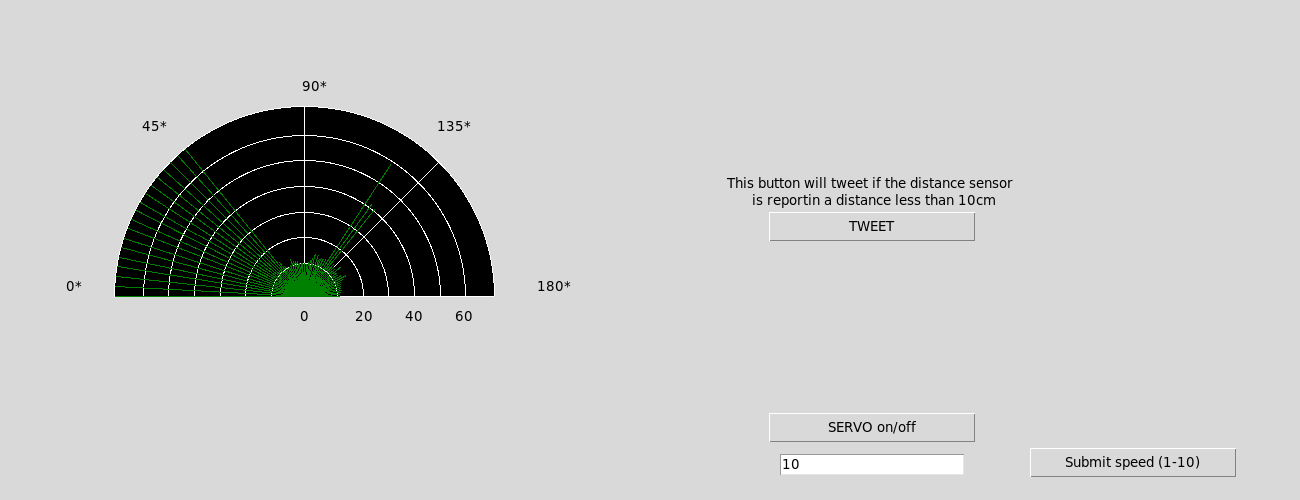 90*
45*
135*
0*
180*
0
20
40
60
This button will tweet if the distance sensor
is reportin a distance less than 10cm
TWEET
SERVO on/off
10
Submit speed (1-10)